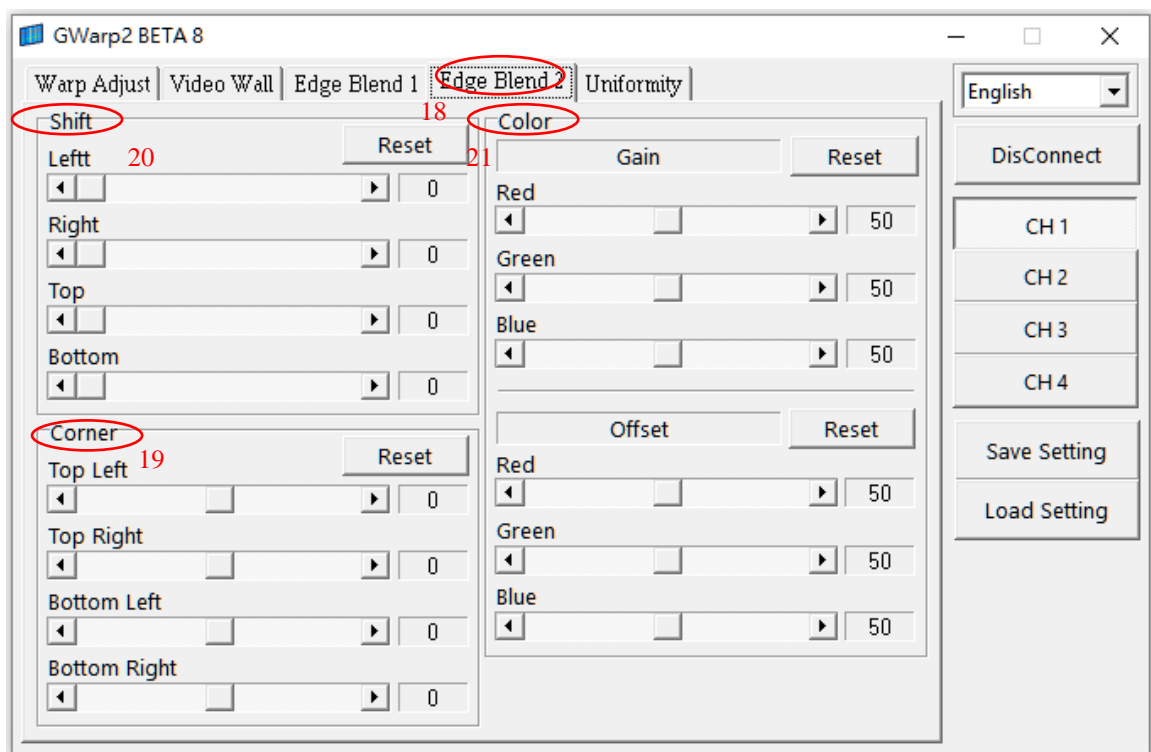 GWarp2 BETA 8
Warp Adjust Video Wall Edge Blend 1 Edge Blend 2 Uniformity
18
Shift
Leftt
20
Reset
0
Right
0
Top
0
Bottom
0
Corner
19
Reset
Top Left
0
Top Right
0
Bottom Left
0
Bottom Right
0
Color
21
Gain
Reset
Red
50
Green
50
Blue
50
Offset
Reset
Red
50
Green
50
Blue
50
English
DisConnect
CH 1
CH 2
CH 3
CH 4
Save Setting
Load Setting